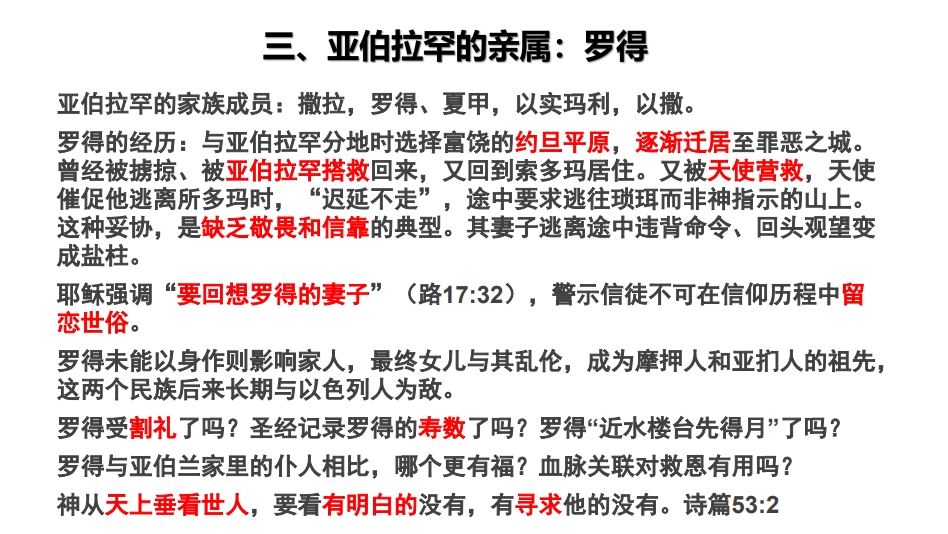 三、亚伯拉罕的亲属：罗得
亚伯拉罕的家族成员：撒拉，罗得、夏甲，以实玛利，以撒。
罗得的经历：与亚伯拉罕分地时选择富饶的约旦平原，逐渐迁居至罪恶之城。
曾经被掳掠、被亚伯拉罕搭救回来，又回到索多玛居住。又被天使营救，天使
催促他逃离所多玛时，“迟延不走”，途中要求逃往琐珥而非神指示的山上。
这种妥协，是缺乏敬畏和信靠的典型。其妻子逃离途中违背命令、回头观望变
成盐柱。
耶稣强调“要回想罗得的妻子”（路17:32），警示信徒不可在信仰历程中留
恋世俗。
罗得未能以身作则影响家人，最终女儿与其乱伦，成为摩押人和亚扪人的祖先，
这两个民族后来长期与以色列人为敌。
罗得受割礼了吗？圣经记录罗得的寿数了吗？罗得“近水楼台先得月”了吗？
罗得与亚伯兰家里的仆人相比，哪个更有福？血脉关联对救恩有用吗？
神从天上垂看世人，要看有明白的没有，有寻求他的没有。诗篇53:2